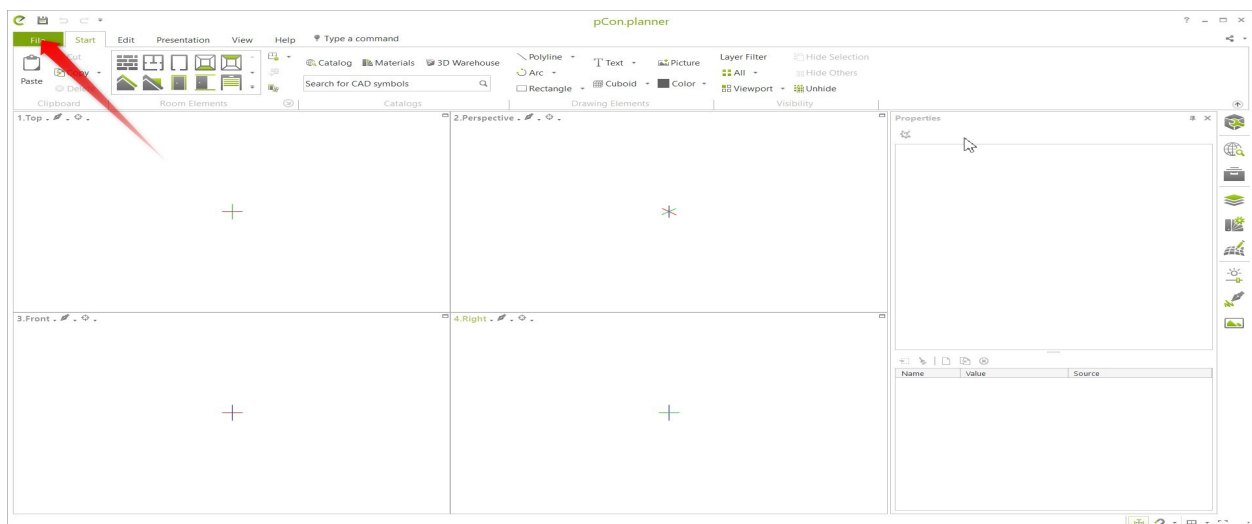 pCon.planner
File Start Edit Presentation View Help Type a command
Cut
Copy
Paste
Delete
Clipboard
Room Elements
Catalog Materials 3D Warehouse
Search for CAD symbols
Catalogs
Polyline
Arc
Rectangle
Text
Cuboid
Picture
Color
Drawing Elements
Layer Filter
All
Viewport
Hide Selection
Hide Others
Unhide
Visibility
1.Top
2.Perspective
3.Front
4.Right
Properties
Name Value Source